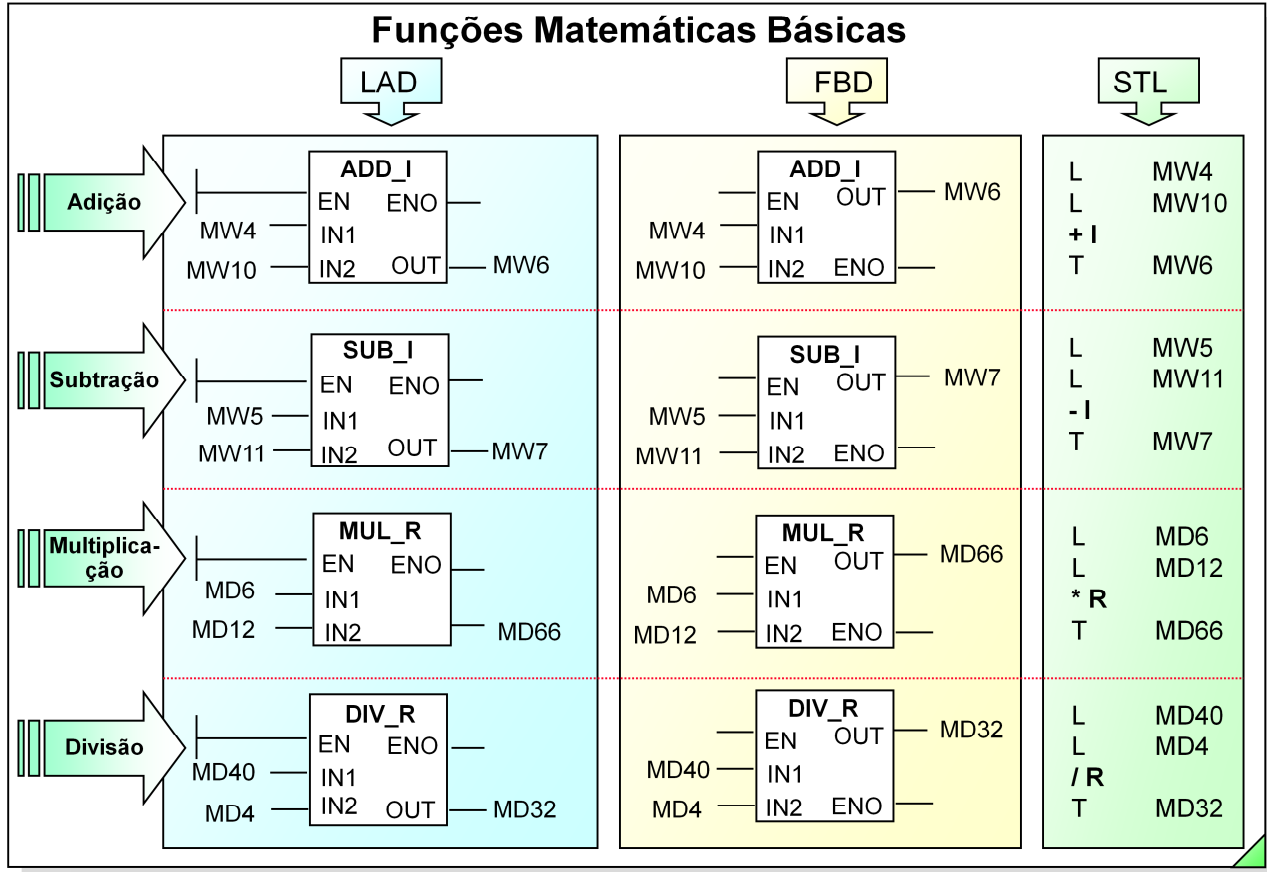 Funções Matemáticas Básicas
LAD
FBD
STL
Adição
ADD_I
EN ENO
MW4 IN1
MW10 IN2 OUT MW6
ADD_I
EN OUT MW6
MW4 IN1
MW10 IN2 ENO
L MW4
L MW10
+ I
T MW6
Subtração
SUB_I
EN ENO
MW5 IN1
MW11 IN2 OUT MW7
SUB_I
EN OUT MW7
MW5 IN1
MW11 IN2 ENO
L MW5
L MW11
- I
T MW7
Multiplica-
ção
MUL_R
EN ENO
MD6 IN1
MD12 IN2 MD66
MUL_R
EN OUT MD66
MD6 IN1
MD12 IN2 ENO
L MD6
L MD12
* R
T MD66
Divisão
DIV_R
EN ENO
MD40 IN1
MD4 IN2 OUT MD32
DIV_R
EN OUT MD32
MD40 IN1
MD4 IN2 ENO
L MD40
L MD4
/ R
T MD32